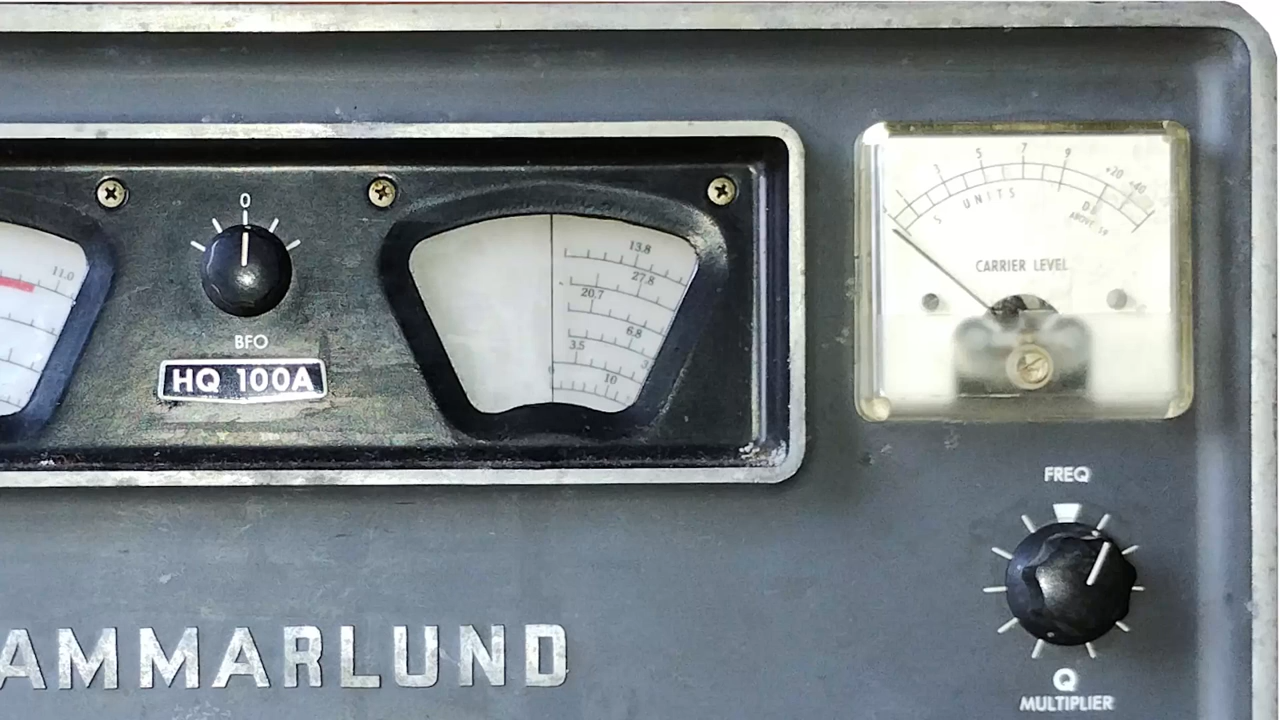 11.0
0
BFO
HQ 100A
13.8
27.8
20.7
6.8
3.5
10
0
3 5 7 9 +20 +40
S UNITS
DB
ABOVE S9
CARRIER LEVEL
FREQ
Q
MULTIPLIER
AMMARLUND